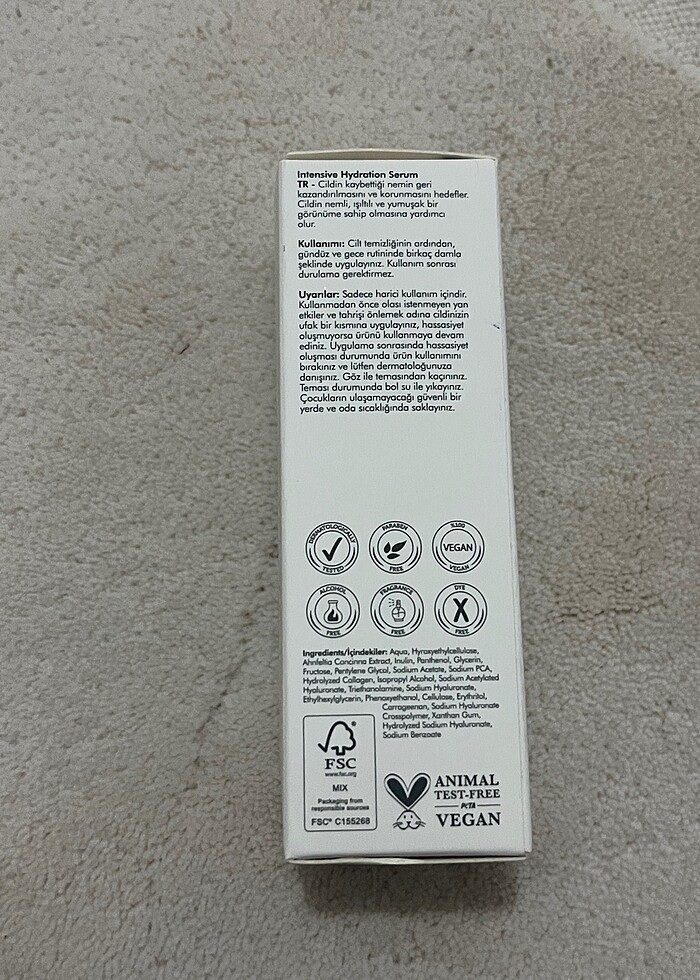 Intensive Hydration Serum
TR - Cildin kaybettiği nemin geri
kazandırılmasını ve korunmasını hedefler.
Cildin nemli, ışıltılı ve yumuşak bir
görünüme sahip olmasına yardımcı
olur.
Kullanımı: Cilt temizliğinin ardından,
gündüz ve gece rutininde birkaç damla
şeklinde uygulayınız. Kullanım sonrası
durulama gerektirmez.
Uyarılar: Sadece harici kullanım içindir.
Kullanmadan önce olası istenmeyen yan
etkiler ve tahrişi önlemek adına cildinizin
ufak bir kısmına uygulayınız, hassasiyet
oluşmuyorsa ürünü kullanmaya devam
ediniz. Uygulama sonrasında hassasiyet
oluşması durumunda ürün kullanımını
bırakınız ve lütfen dermatoloğunuza
danışınız. Göz ile temasından kaçınınız.
Teması durumunda bol su ile yıkayınız.
Çocukların ulaşamayacağı güvenli bir
yerde ve oda sıcaklığında saklayınız.
DERMATOLOGICALLY TESTED
PARABEN FREE
%100 VEGAN VEGAN
ALCOHOL FREE
FRAGRANCE FREE
DYE FREE
Ingredients/İçindekiler: Aqua, Hyroxyethylcellulose,
Ahnfeltia Concinna Extract, Inulin, Panthenol, Glycerin,
Fructose, Pentylene Glycol, Sodium Acetate, Sodium PCA,
Hydrolyzed Collagen, Isopropyl Alcohol, Sodium Acetylated
Hyaluronate, Triethanolamine, Sodium Hyaluronate,
Ethylhexylglycerin, Phenoxyethanol, Cellulose, Erythritol,
Carrageenan, Sodium Hyaluronate
Crosspolymer, Xanthan Gum,
Hydrolyzed Sodium Hyaluronate,
Sodium Benzoate
FSC
www.fsc.org
MIX
Packaging from
responsible sources
FSC® C155268
ANIMAL
TEST-FREE
PETA
VEGAN